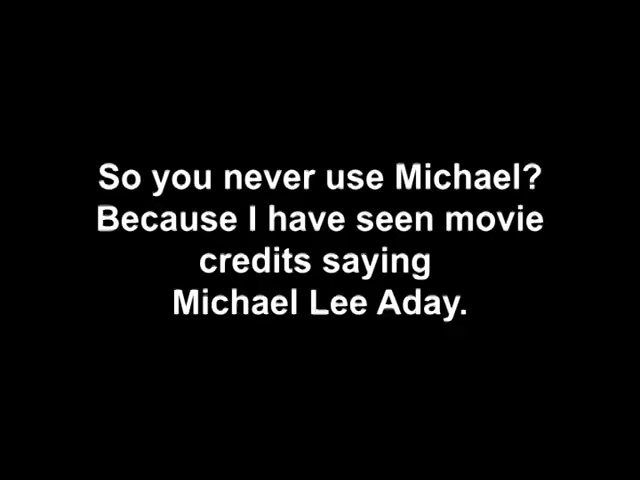 So you never use Michael?
Because I have seen movie
credits saying
Michael Lee Aday.